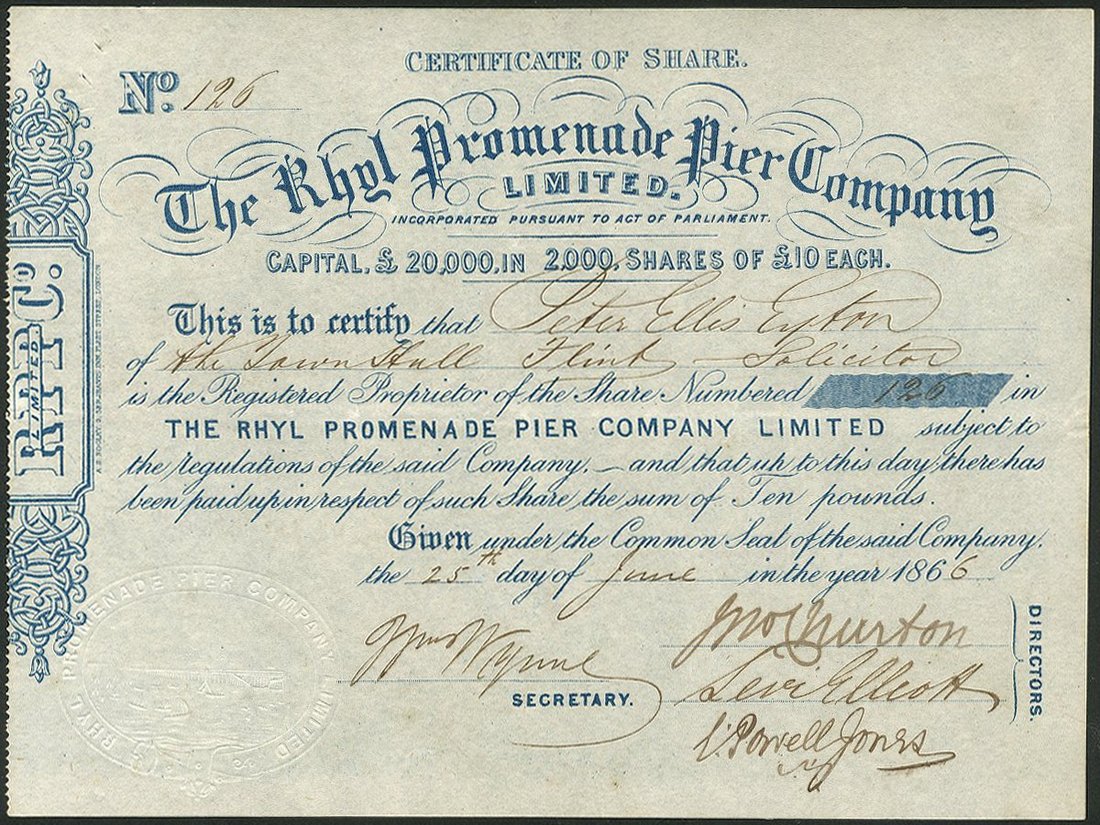 CERTIFICATE OF SHARE.
No. 126
The Rhyl Promenade Pier Company
LIMITED.
INCORPORATED PURSUANT TO ACT OF PARLIAMENT.
CAPITAL, £ 20,000, IN 2,000, SHARES OF £10 EACH.
This is to certify that Peter Ellis Eyton
of the Town Hall Flint — Solicitor
is the Registered Proprietor of the Share Numbered 126 in
THE RHYL PROMENADE PIER COMPANY LIMITED subject to
the regulations of the said Company, — and that up to this day there has
been paid up in respect of such Share the sum of Ten pounds.
Given under the Common Seal of the said Company,
the 25th day of June in the year 1866
Jno Churton
Wm Wynne
Levi Elliott
SECRETARY.
Powell Jones
DIRECTORS.
R P P Co.
LIMITED
RHYL PROMENADE PIER COMPANY LIMITED